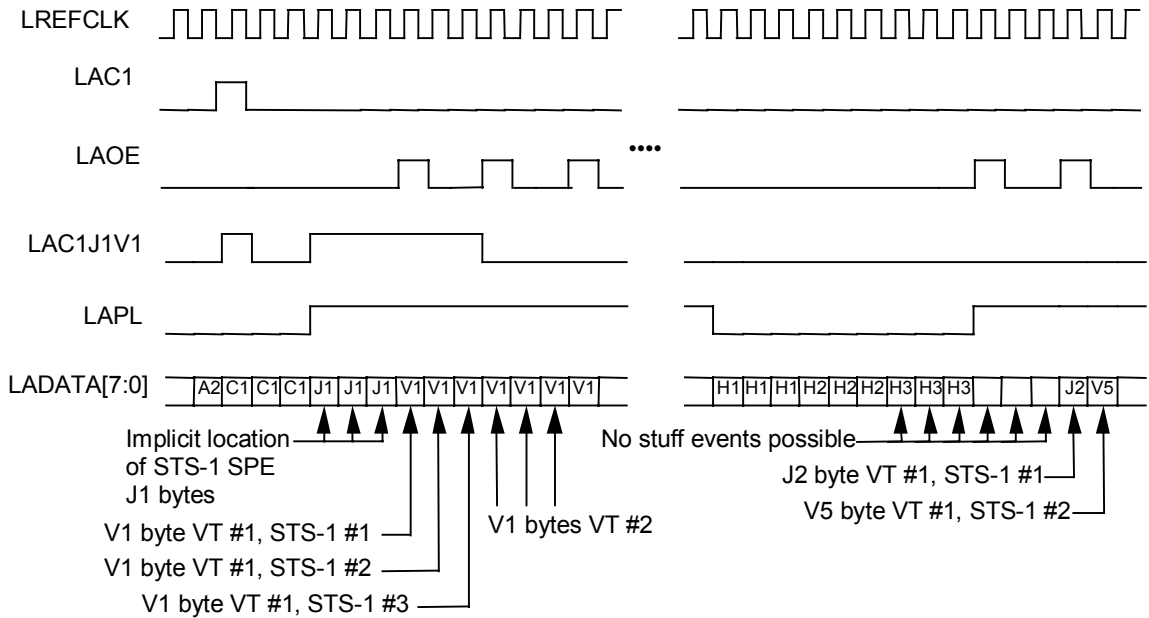 LREFCLK
LAC1
LAOE
••••
LAC1J1V1
LAPL
LADATA[7:0] A2 C1 C1 C1 J1 J1 J1 V1 V1 V1 V1 V1 V1 V1 H1 H1 H1 H2 H2 H2 H3 H3 H3 J2 V5
Implicit location
of STS-1 SPE
J1 bytes
No stuff events possible
J2 byte VT #1, STS-1 #1
V5 byte VT #1, STS-1 #2
V1 bytes VT #2
V1 byte VT #1, STS-1 #1
V1 byte VT #1, STS-1 #2
V1 byte VT #1, STS-1 #3